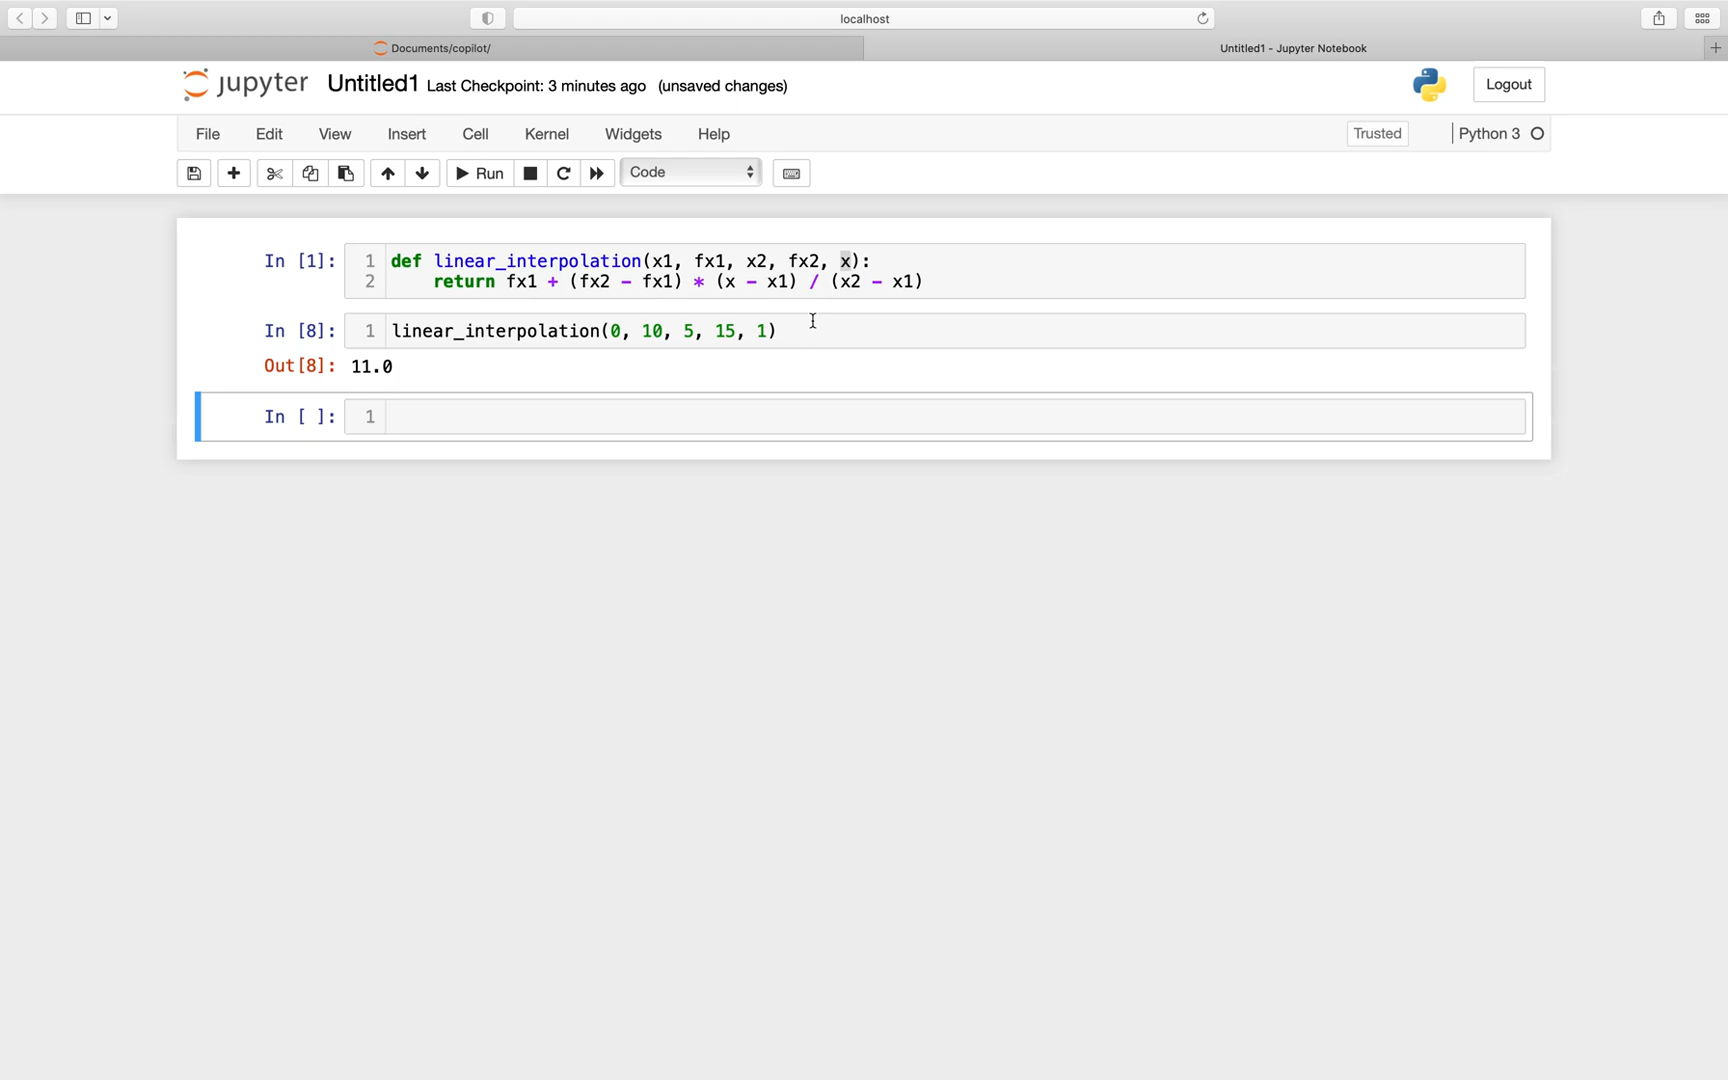 localhost
Documents/copilot/
Untitled1 - Jupyter Notebook
jupyter Untitled1 Last Checkpoint: 3 minutes ago (unsaved changes)
Logout
File Edit View Insert Cell Kernel Widgets Help
Trusted
Python 3
Run
Code
In [1]:
1 def linear_interpolation(x1, fx1, x2, fx2, x):
2 return fx1 + (fx2 - fx1) * (x - x1) / (x2 - x1)
In [8]: 1 linear_interpolation(0, 10, 5, 15, 1)
Out[8]: 11.0
In [ ]: 1